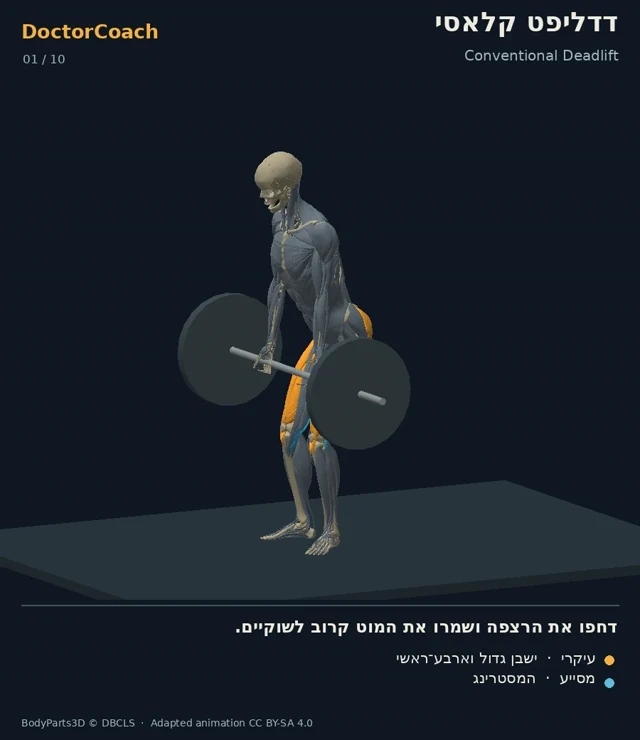 DoctorCoach
דדליפט קלאסי
01 / 10
Conventional Deadlift
דחפו את הרצפה ושמרו את המוט קרוב לשוקיים.
עיקרי · ישבן גדול וארבע־ראשי
מסייע · המסטרינג
BodyParts3D © DBCLS · Adapted animation CC BY-SA 4.0